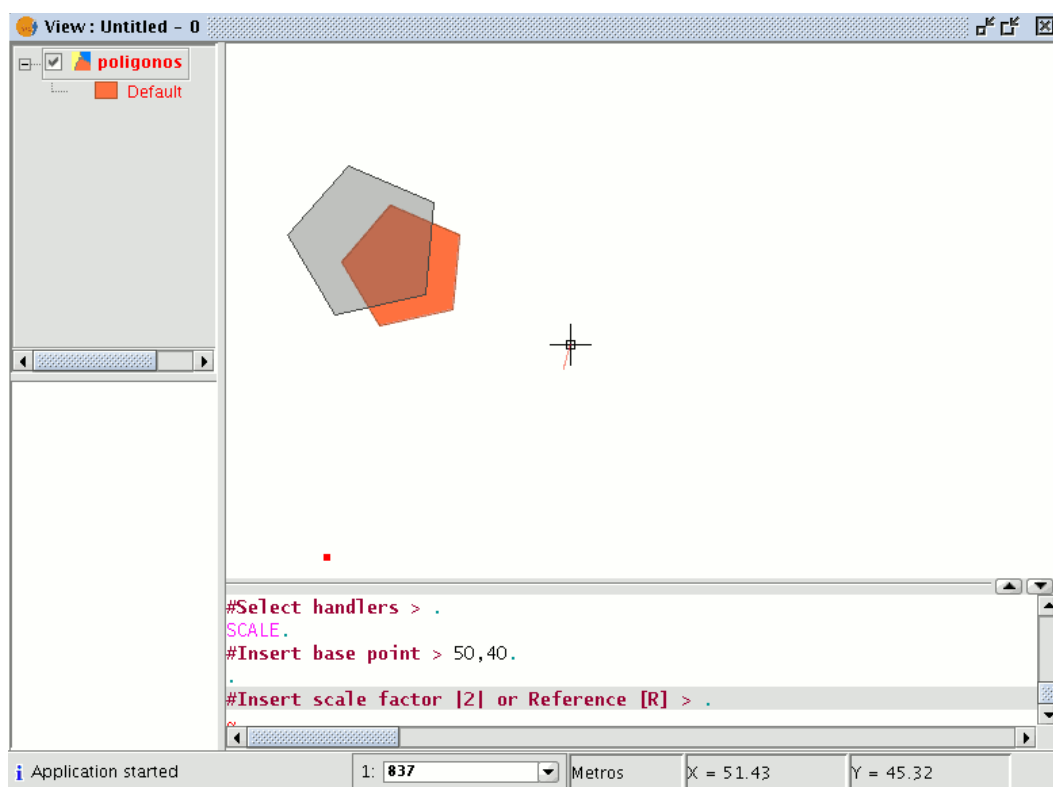 View : Untitled - 0
poligonos
Default
#Select handlers > .
SCALE.
#Insert base point > 50,40.
.
#Insert scale factor |2| or Reference [R] > .
i Application started
1: 837
Metros
X = 51.43
Y = 45.32